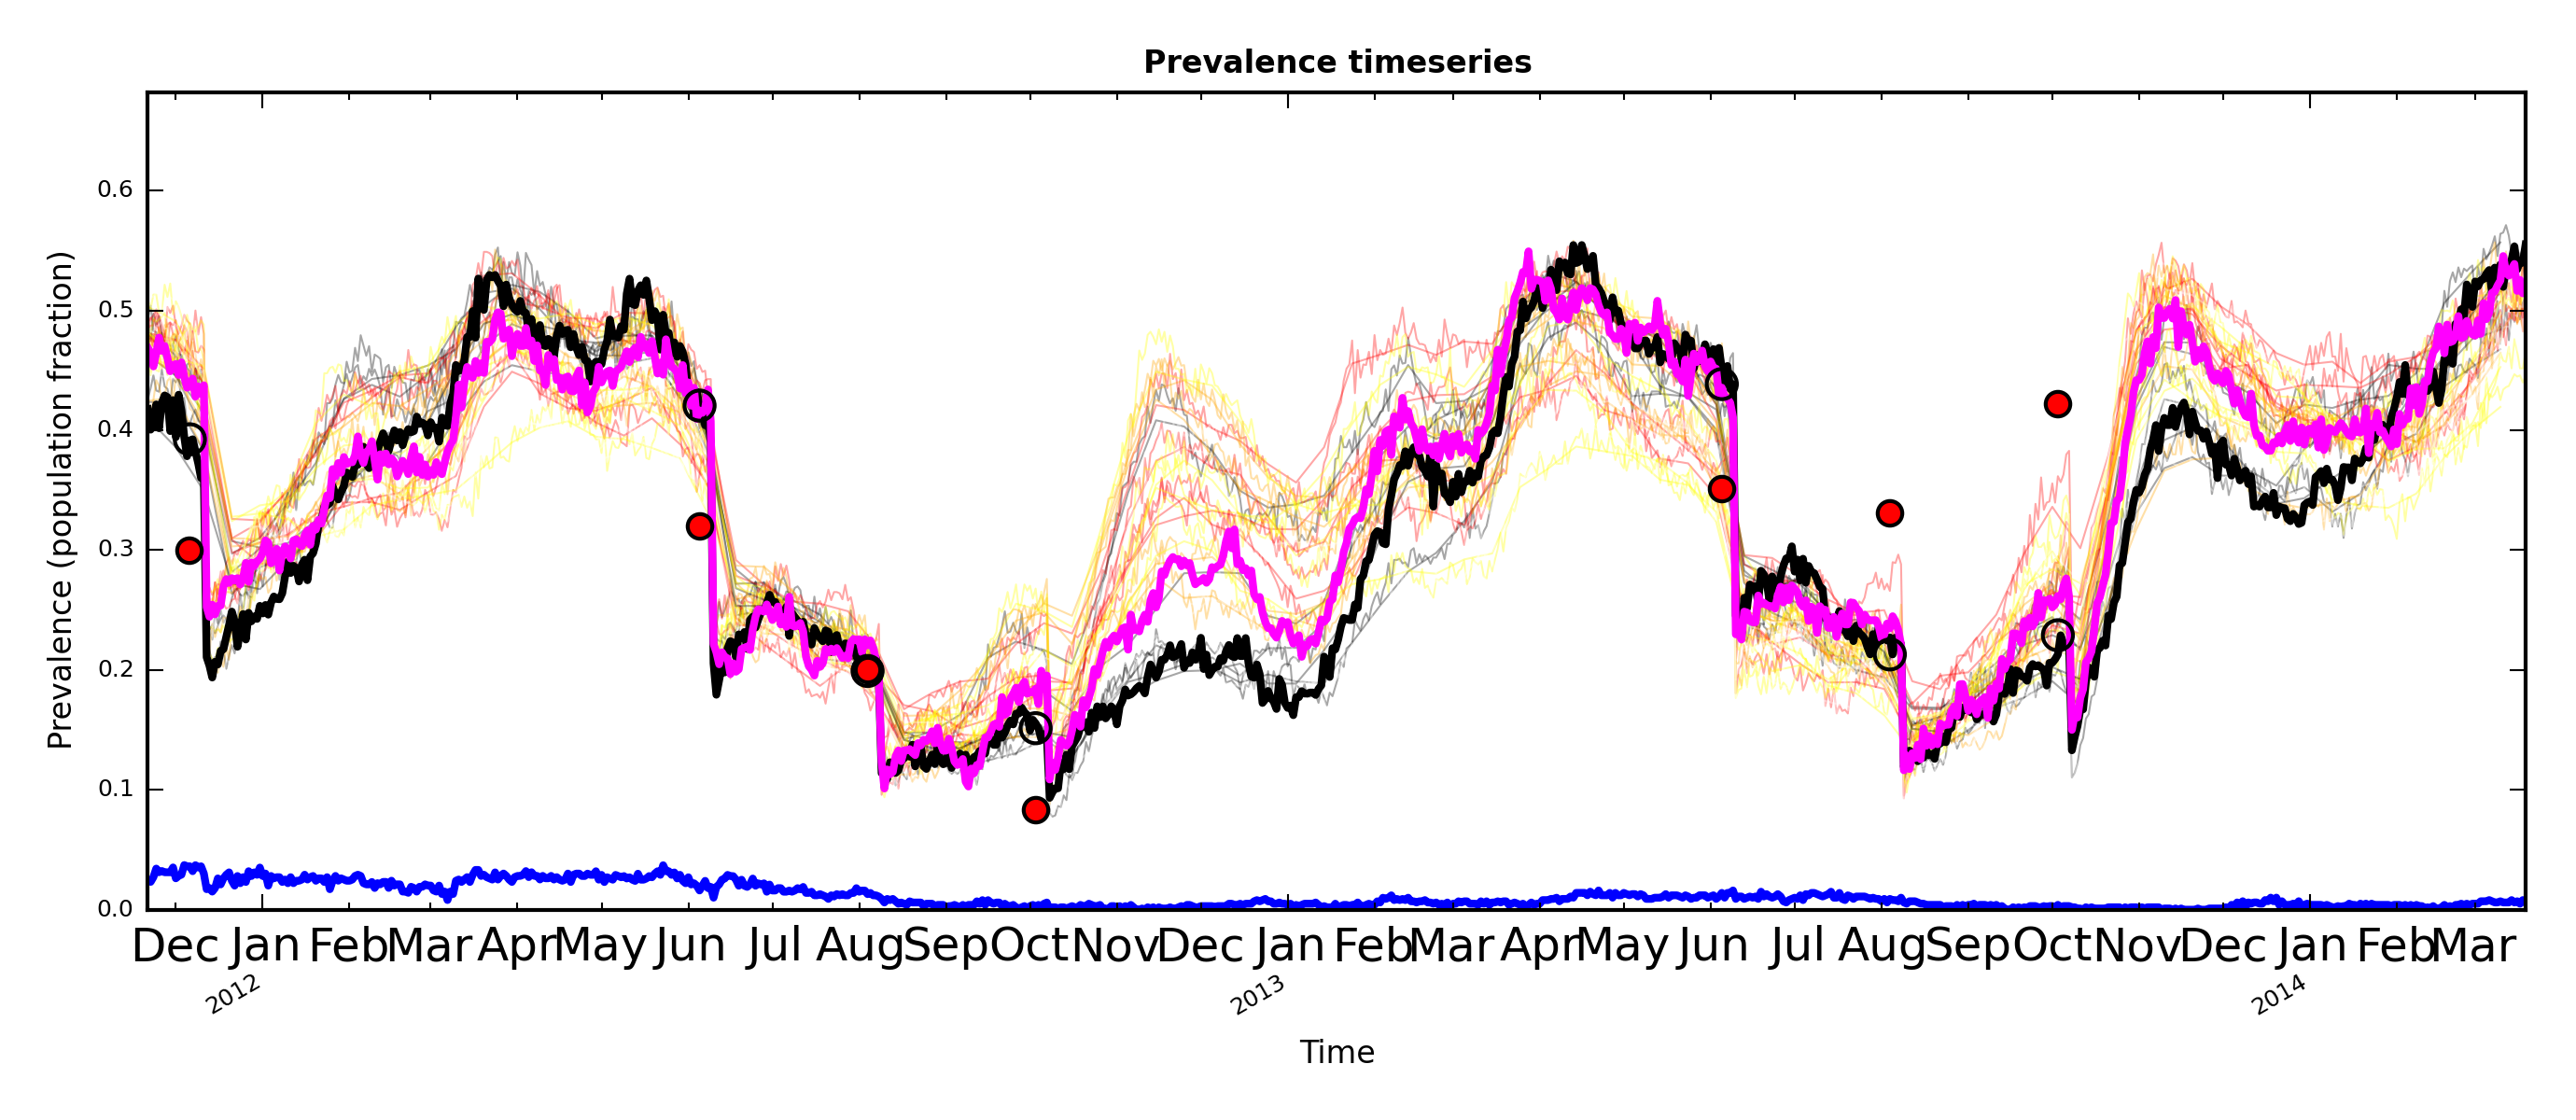 Prevalence timeseries
Prevalence (population fraction)
0.6
0.5
0.4
0.3
0.2
0.1
0.0
Dec Jan Feb Mar Apr May Jun Jul Aug Sep Oct Nov Dec Jan Feb Mar Apr May Jun Jul Aug Sep Oct Nov Dec Jan Feb Mar
2012 2013 2014
Time